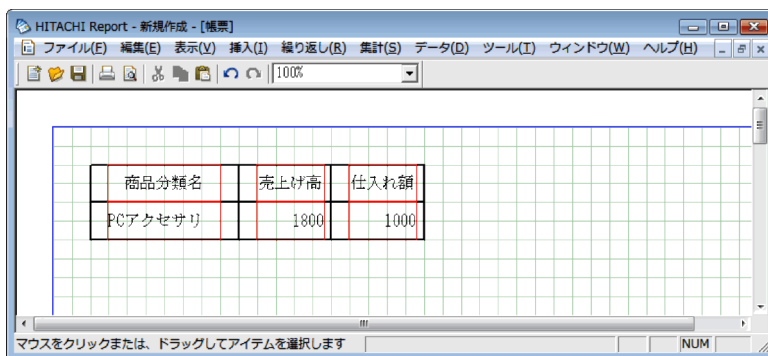 HITACHI Report - 新規作成 - [帳票]
ファイル(F) 編集(E) 表示(V) 挿入(I) 繰り返し(R) 集計(S) データ(D) ツール(T) ウィンドウ(W) ヘルプ(H)
100%
商品分類名 売上げ高 仕入れ額
PCアクセサリ 1800 1000
マウスをクリックまたは、ドラッグしてアイテムを選択します NUM